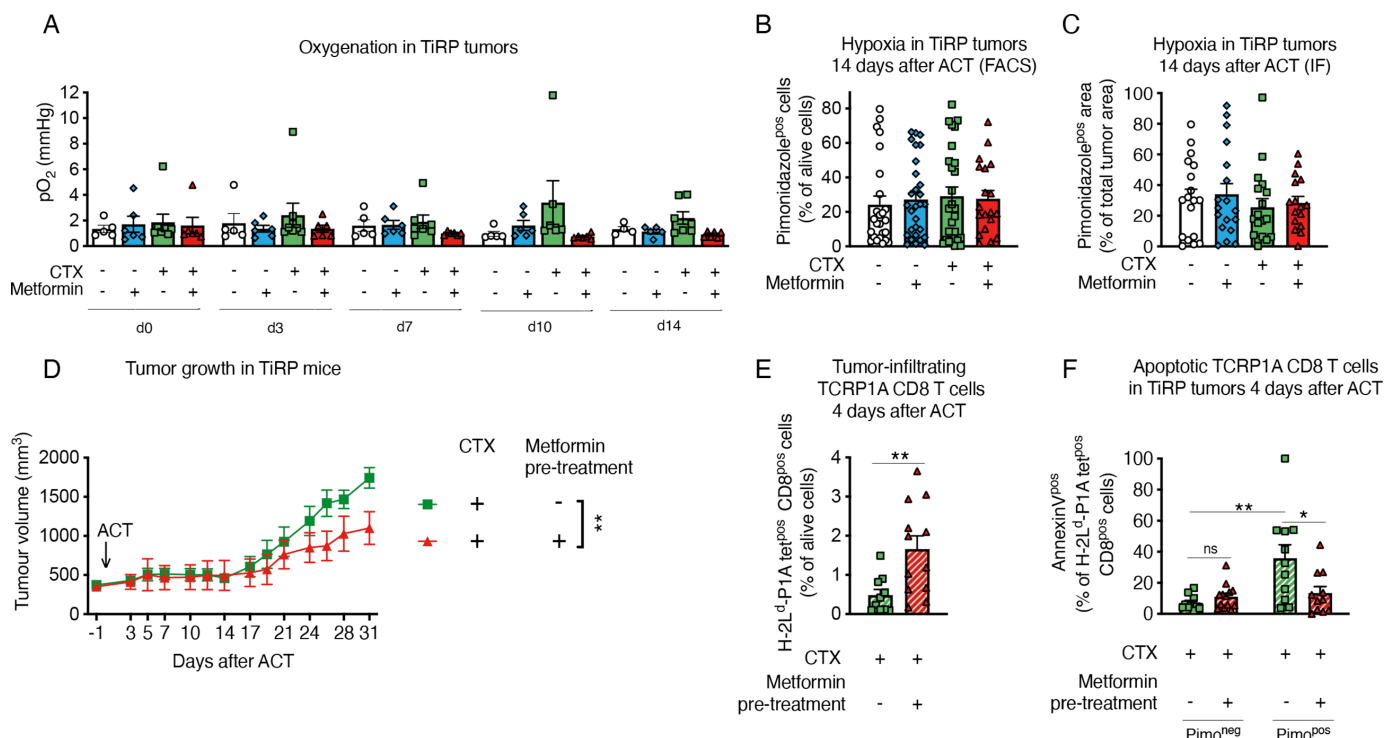 A
Oxygenation in TiRP tumors
pO2 (mmHg)
12
10
8
6
4
2
0
CTX - - + + - - + + - - + + - - + + - - + +
Metformin - + - + - + - + - + - + - + - + - + - +
d0 d3 d7 d10 d14
B
Hypoxia in TiRP tumors
14 days after ACT (FACS)
Pimonidazolepos cells
(% of alive cells)
80
60
40
20
0
CTX - - + +
Metformin - + - +
C
Hypoxia in TiRP tumors
14 days after ACT (IF)
Pimonidazolepos area
(% of total tumor area)
100
80
60
40
20
0
CTX - - + +
Metformin - + - +
D
Tumor growth in TiRP mice
Tumour volume (mm3)
2000
1500
1000
500
0
ACT
-1 3 5 7 10 14 17 21 24 28 31
Days after ACT
CTX Metformin
pre-treatment
+ -
+ +
**
E
Tumor-infiltrating
TCRP1A CD8 T cells
4 days after ACT
H-2Ld-P1A tetpos CD8pos cells
(% of alive cells)
4
3
2
1
0
**
CTX + +
Metformin
pre-treatment - +
F
Apoptotic TCRP1A CD8 T cells
in TiRP tumors 4 days after ACT
AnnexinVpos
(% of H-2Ld-P1A tetpos
CD8pos cells)
100
80
60
40
20
0
** *
ns
CTX + + + +
Metformin
pre-treatment - + - +
Pimoneg Pimopos